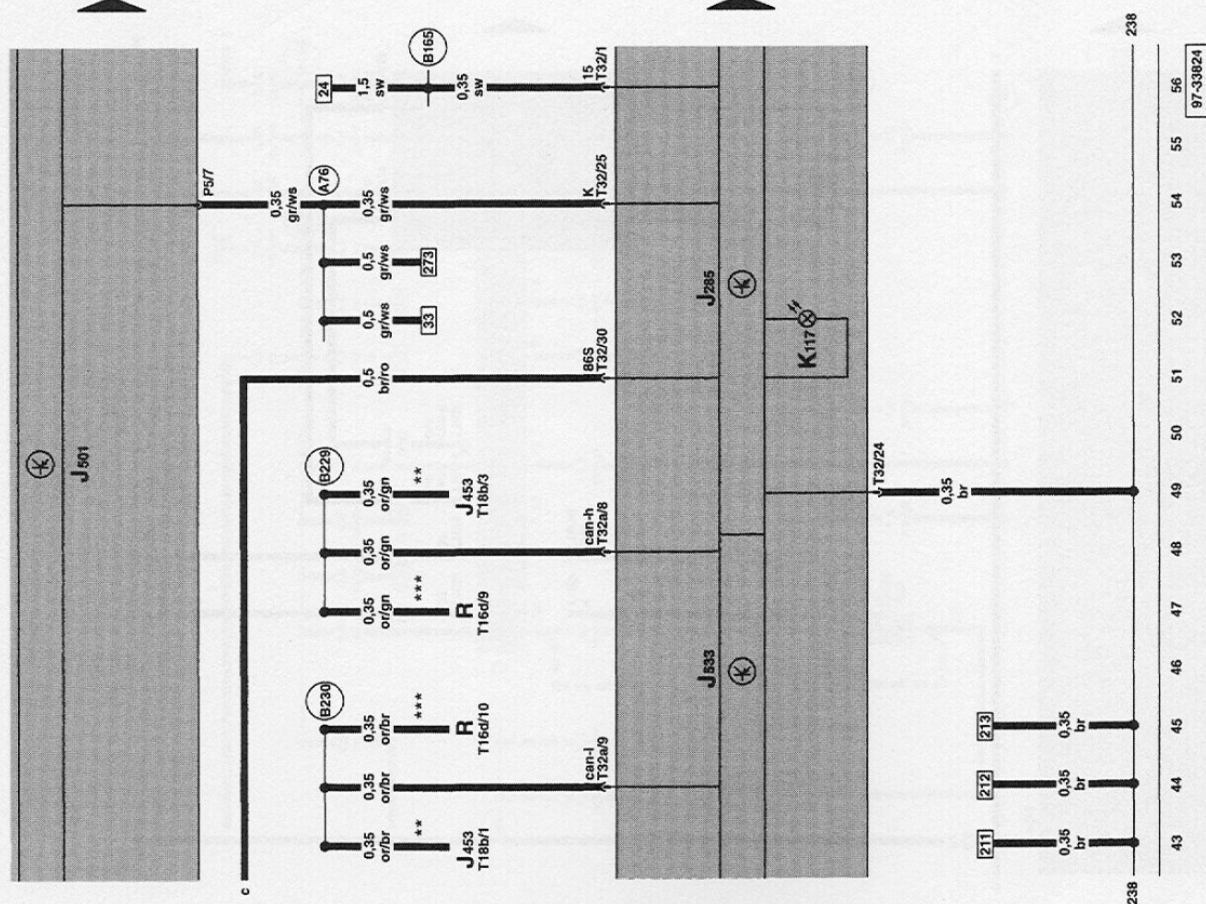 J501
P5/7
0,35
gr/ws
A76
0,35
gr/ws
K
T32/25
24
1,5
sw
B165
0,35
sw
15
T32/1
0,5
gr/ws
273
0,5
gr/ws
33
c
0,5
br/ro
86S
T32/30
B229
0,35
or/gn
**
J453
T18b/3
0,35
or/gn
can-h
T32a/8
0,35
or/gn
***
R
T16d/9
B230
0,35
or/br
***
R
T16d/10
0,35
or/br
can-l
T32a/9
0,35
or/br
**
J453
T18b/1
J533
J285
K117
T32/24
0,35
br
211
0,35
br
212
0,35
br
213
0,35
br
238
238
43
44
45
46
47
48
49
50
51
52
53
54
55
56
97-33824